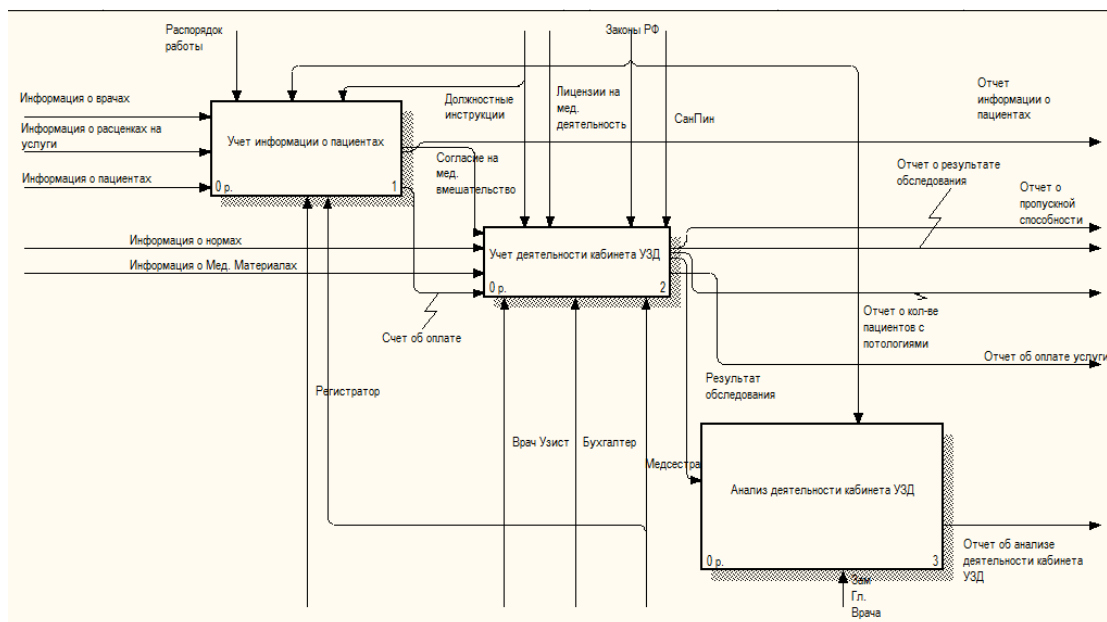 Распорядок
работы
Законы РФ
Информация о врачах
Информация о расценках на
услуги
Информация о пациентах
Учет информации о пациентах
0 р.
1
Должностные
инструкции
Лицензии на
мед.
деятельность
СанПин
Отчет
информации о
пациентах
Согласие на
мед.
вмешательство
Отчет о результате
обследования
Отчет о
пропускной
способности
Информация о нормах
Информация о Мед. Материалах
Учет деятельности кабинета УЗД
0 р.
2
Счет об оплате
Отчет о кол-ве
пациентов с
потологиями
Отчет об оплате услуги
Результат
обследования
Регистратор
Врач Узист
Бухгалтер
Медсестра
Анализ деятельности кабинета УЗД
0 р.
3
Отчет об анализе
деятельности кабинета
УЗД
Зам
Гл.
Врача